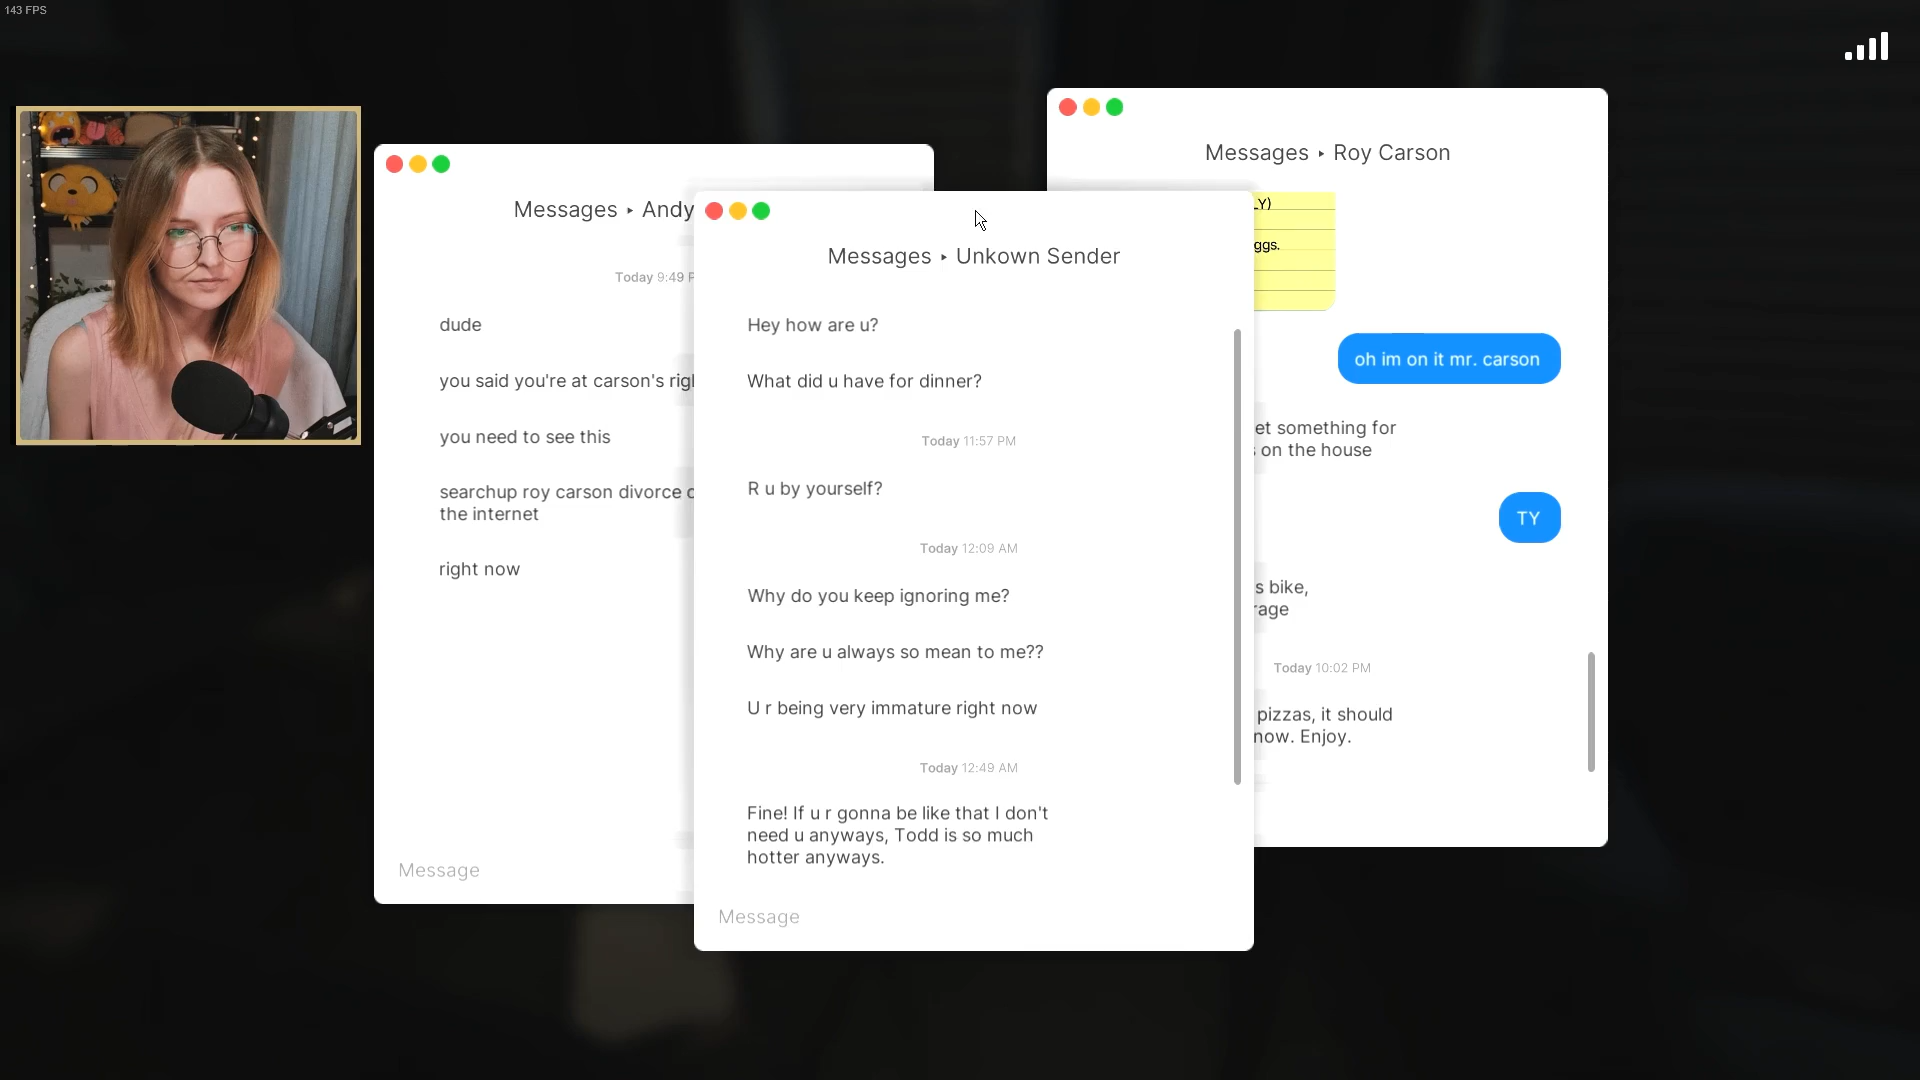 143 FPS
Messages ‣ Andy
Today 9:49
dude
you said you're at carson's
you need to see this
searchup roy carson divorce
the internet
right now
Message
Messages ‣ Unkown Sender
Hey how are u?
What did u have for dinner?
Today 11:57 PM
R u by yourself?
Today 12:09 AM
Why do you keep ignoring me?
Why are u always so mean to me??
U r being very immature right now
Today 12:49 AM
Fine! If u r gonna be like that I don't
need u anyways, Todd is so much
hotter anyways.
Message
Messages ‣ Roy Carson
oh im on it mr. carson
something for
on the house
TY
bike,
Today 10:02 PM
pizzas, it should
now. Enjoy.